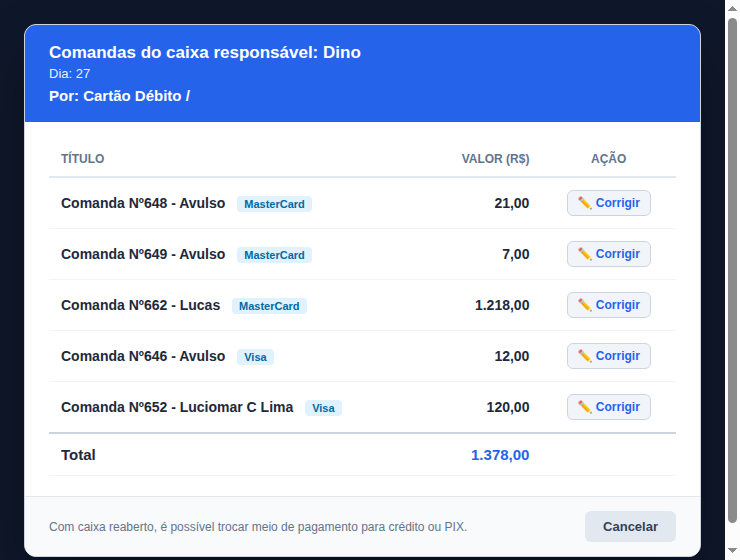 Comandas do caixa responsável: Dino
Dia: 27
Por: Cartão Débito /
TÍTULO VALOR (R$) AÇÃO
Comanda Nº648 - Avulso MasterCard 21,00 ✏️ Corrigir
Comanda Nº649 - Avulso MasterCard 7,00 ✏️ Corrigir
Comanda Nº662 - Lucas MasterCard 1.218,00 ✏️ Corrigir
Comanda Nº646 - Avulso Visa 12,00 ✏️ Corrigir
Comanda Nº652 - Luciomar C Lima Visa 120,00 ✏️ Corrigir
Total 1.378,00
Com caixa reaberto, é possível trocar meio de pagamento para crédito ou PIX. Cancelar